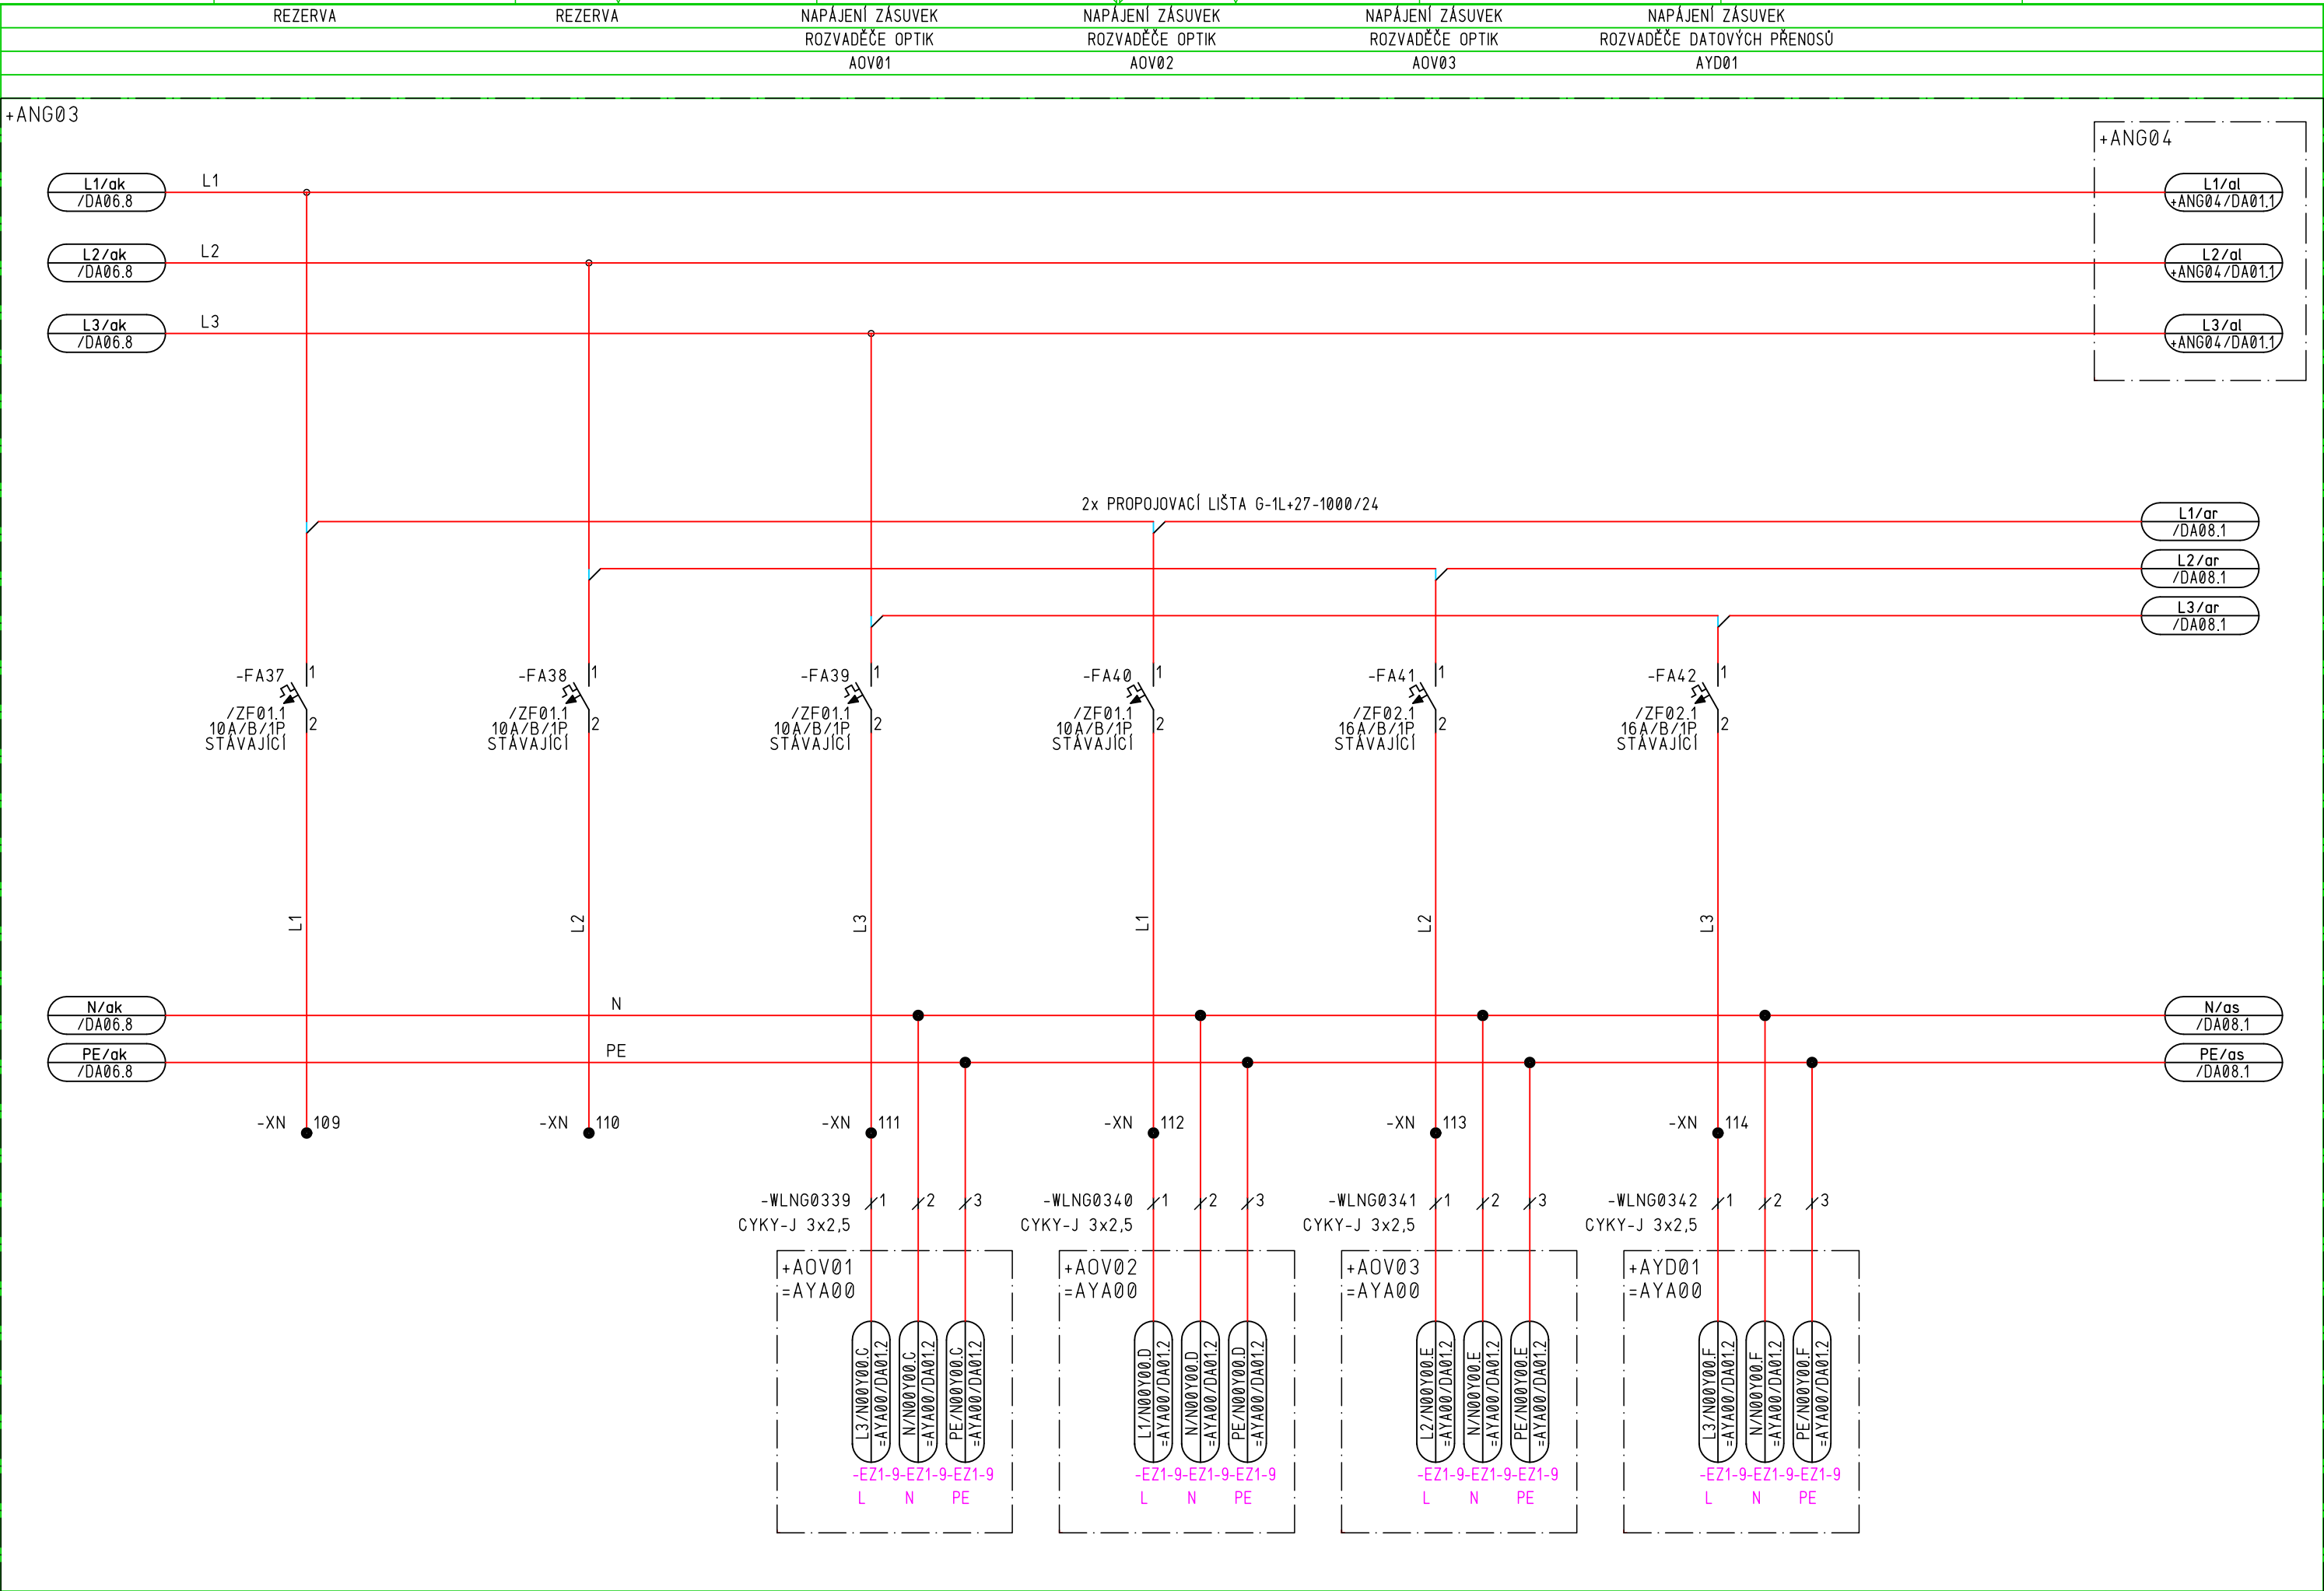 REZERVA
REZERVA
NAPÁJENÍ ZÁSUVEK
NAPÁJENÍ ZÁSUVEK
NAPÁJENÍ ZÁSUVEK
NAPÁJENÍ ZÁSUVEK
ROZVADĚČE OPTIK
ROZVADĚČE OPTIK
ROZVADĚČE OPTIK
ROZVADĚČE DATOVÝCH PŘENOSŮ
AOV01
AOV02
AOV03
AYD01
+ANG03
+ANG04
L1/ak
/DA06.8
L1
L1/al
+ANG04/DA01.1
L2/ak
/DA06.8
L2
L2/al
+ANG04/DA01.1
L3/ak
/DA06.8
L3
L3/al
+ANG04/DA01.1
2x PROPOJOVACÍ LIŠTA G-1L+27-1000/24
L1/ar
/DA08.1
L2/ar
/DA08.1
L3/ar
/DA08.1
-FA37
1
/ZF01.1
10A/B/1P
STÁVAJÍCÍ
2
-FA38
1
/ZF01.1
10A/B/1P
STÁVAJÍCÍ
2
-FA39
1
/ZF01.1
10A/B/1P
STÁVAJÍCÍ
2
-FA40
1
/ZF01.1
10A/B/1P
STÁVAJÍCÍ
2
-FA41
1
/ZF02.1
16A/B/1P
STÁVAJÍCÍ
2
-FA42
1
/ZF02.1
16A/B/1P
STÁVAJÍCÍ
2
L1
L2
L3
L1
L2
L3
N/ak
/DA06.8
N
N/as
/DA08.1
PE/ak
/DA06.8
PE
PE/as
/DA08.1
-XN 109
-XN 110
-XN 111
-XN 112
-XN 113
-XN 114
-WLNG0339 1 2 3
CYKY-J 3x2,5
-WLNG0340 1 2 3
CYKY-J 3x2,5
-WLNG0341 1 2 3
CYKY-J 3x2,5
-WLNG0342 1 2 3
CYKY-J 3x2,5
+AOV01
=AYA00
L3/N00Y00.C
=AYA00/DA01.2
N/N00Y00.C
=AYA00/DA01.2
PE/N00Y00.C
=AYA00/DA01.2
-EZ1-9-EZ1-9-EZ1-9
L N PE
+AOV02
=AYA00
L1/N00Y00.D
=AYA00/DA01.2
N/N00Y00.D
=AYA00/DA01.2
PE/N00Y00.D
=AYA00/DA01.2
-EZ1-9-EZ1-9-EZ1-9
L N PE
+AOV03
=AYA00
L2/N00Y00.E
=AYA00/DA01.2
N/N00Y00.E
=AYA00/DA01.2
PE/N00Y00.E
=AYA00/DA01.2
-EZ1-9-EZ1-9-EZ1-9
L N PE
+AYD01
=AYA00
L3/N00Y00.F
=AYA00/DA01.2
N/N00Y00.F
=AYA00/DA01.2
PE/N00Y00.F
=AYA00/DA01.2
-EZ1-9-EZ1-9-EZ1-9
L N PE